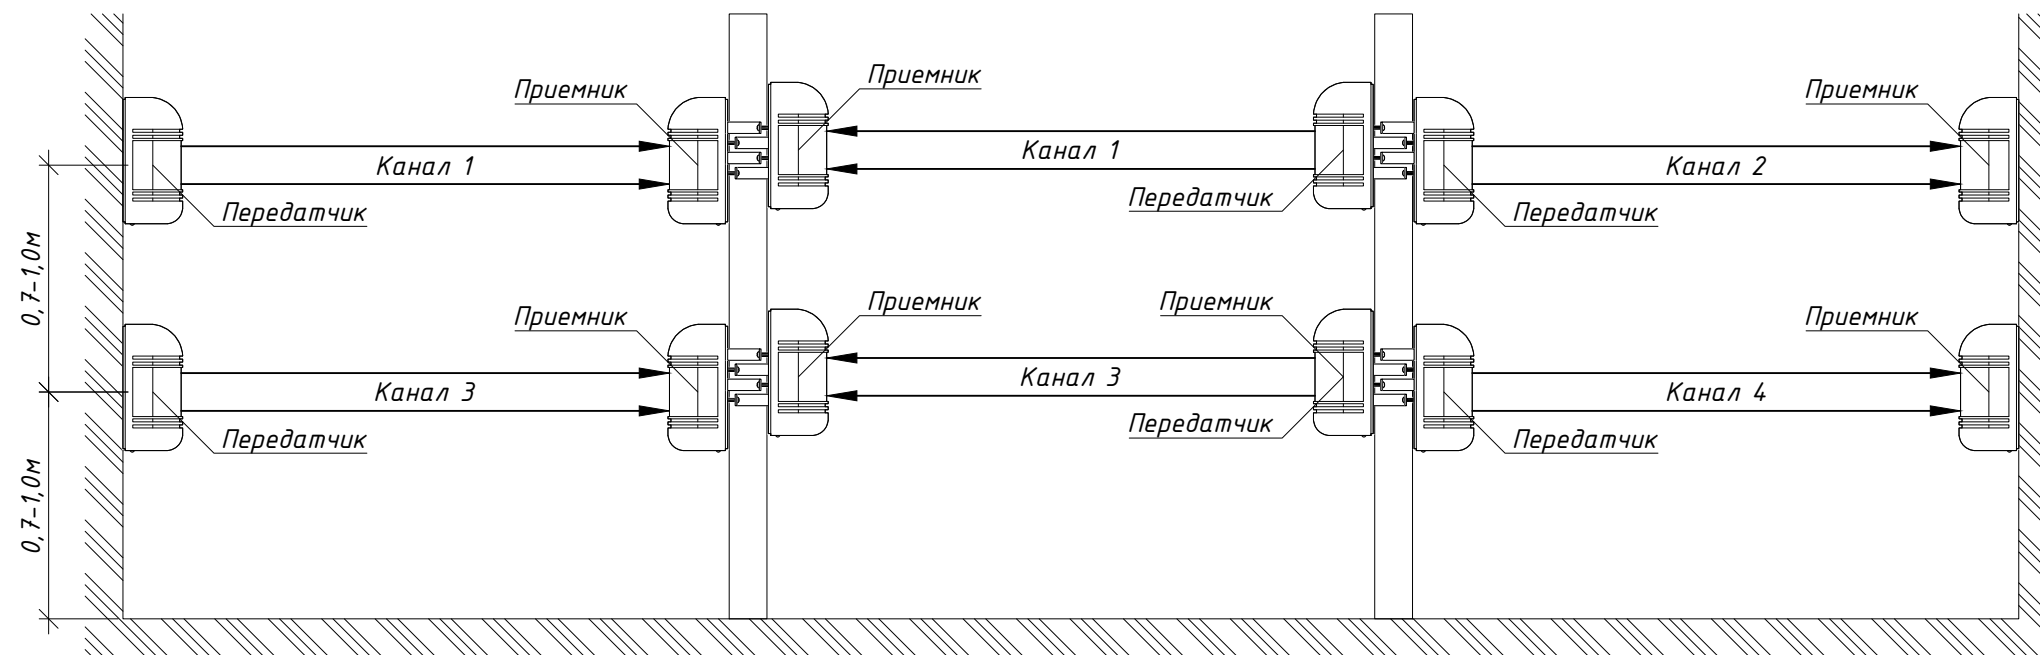 Приемник
Приемник
Приемник
Канал 1
Канал 1
Канал 2
Передатчик
Передатчик
Передатчик
0,7-1,0м
Приемник
Приемник
Приемник
Приемник
Канал 3
Канал 3
Канал 4
Передатчик
Передатчик
Передатчик
0,7-1,0м